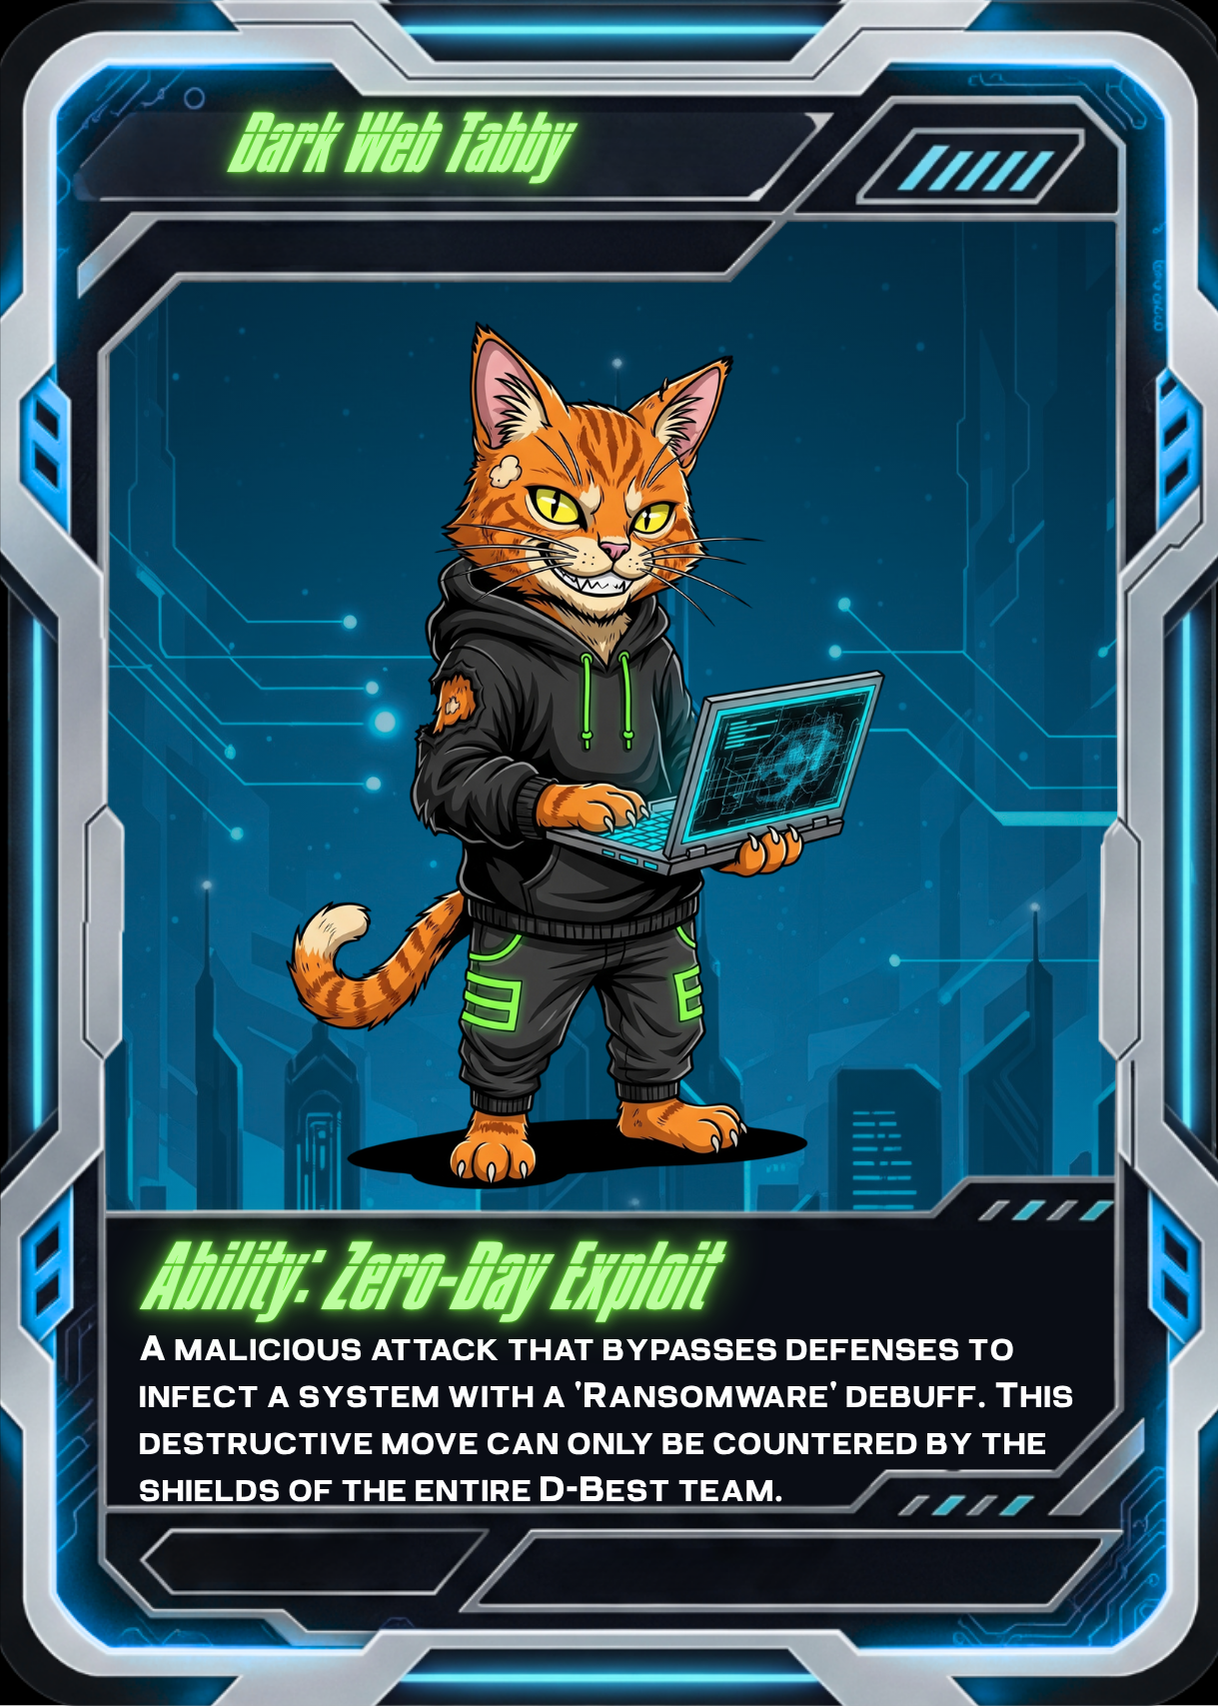 Dark Web Tabby
Ability: Zero-Day Exploit
A malicious attack that bypasses defenses to
infect a system with a 'Ransomware' debuff. This
destructive move can only be countered by the
shields of the entire D-Best team.